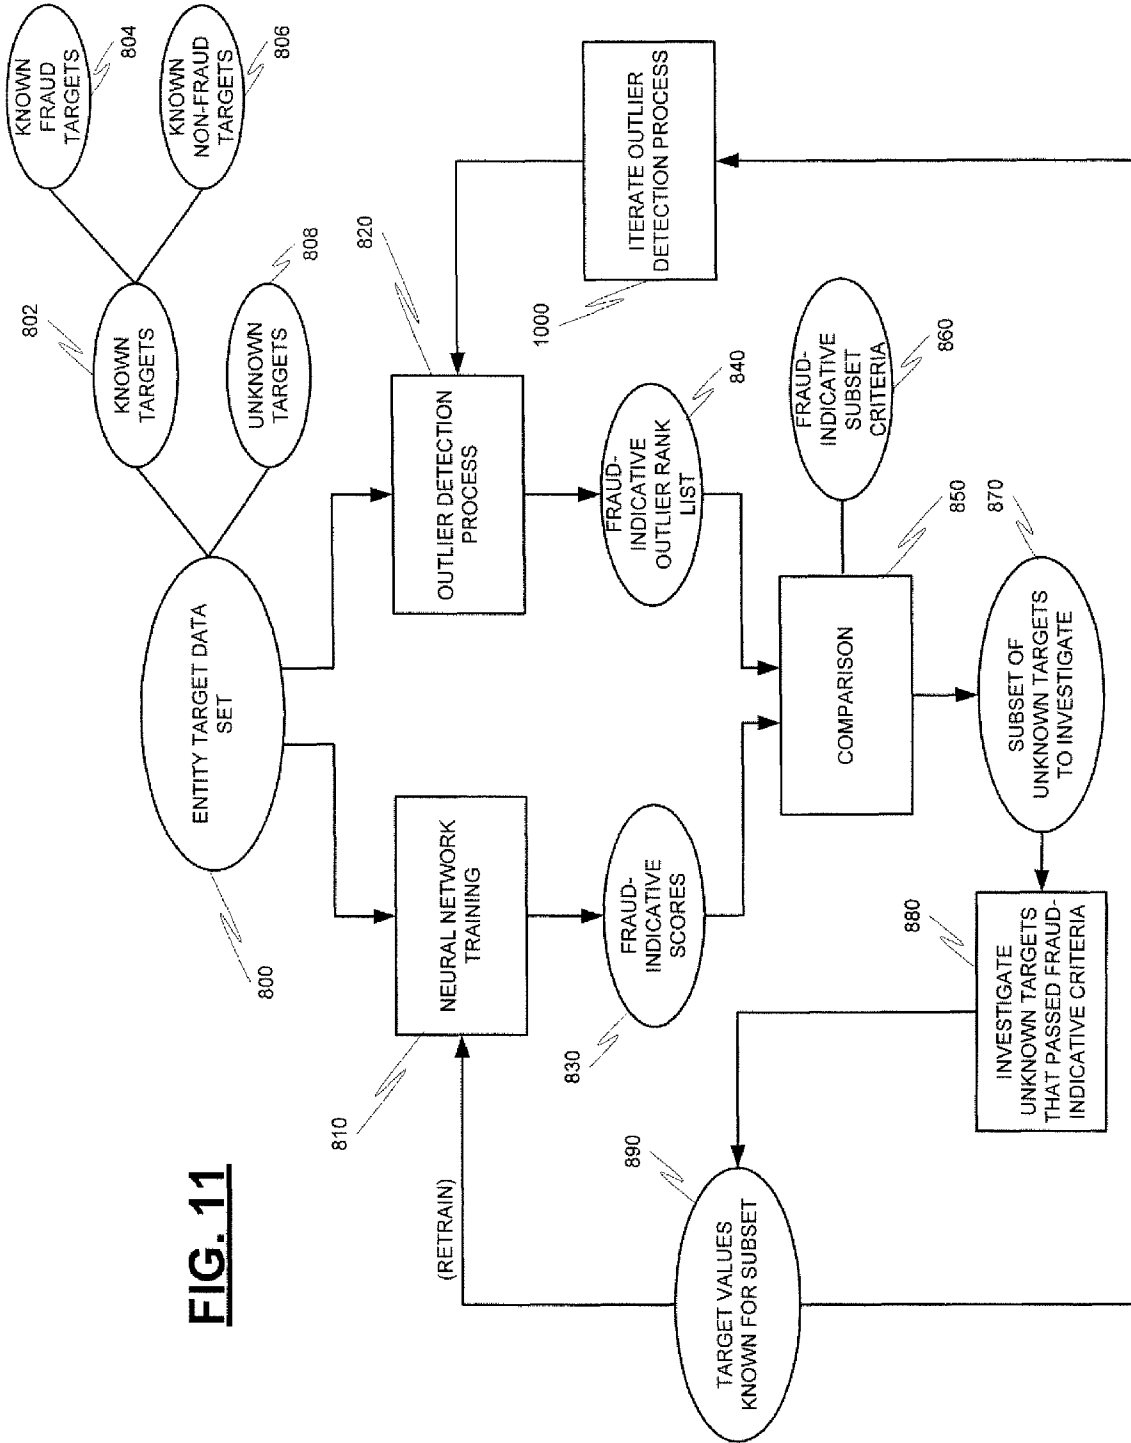 FIG. 11
800
ENTITY TARGET DATA
SET
802
KNOWN
TARGETS
804
KNOWN
FRAUD
TARGETS
806
KNOWN
NON-FRAUD
TARGETS
808
UNKNOWN
TARGETS
810
NEURAL NETWORK
TRAINING
(RETRAIN)
820
OUTLIER DETECTION
PROCESS
1000
ITERATE OUTLIER
DETECTION PROCESS
830
FRAUD-
INDICATIVE
SCORES
840
FRAUD-
INDICATIVE
OUTLIER RANK
LIST
850
COMPARISON
860
FRAUD-
INDICATIVE
SUBSET
CRITERIA
870
SUBSET OF
UNKNOWN TARGETS
TO INVESTIGATE
880
INVESTIGATE
UNKNOWN TARGETS
THAT PASSED FRAUD-
INDICATIVE CRITERIA
890
TARGET VALUES
KNOWN FOR SUBSET